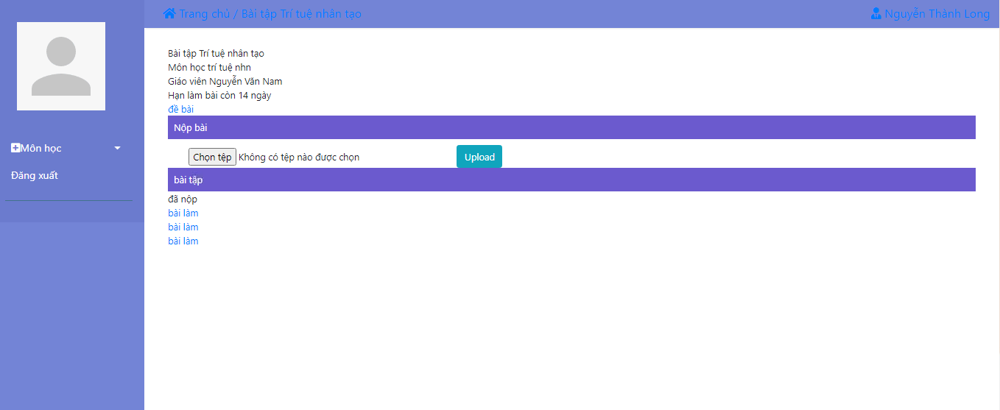 Trang chủ / Bài tập Trí tuệ nhân tạo
Nguyễn Thành Long
Môn học
Đăng xuất
Bài tập Trí tuệ nhân tạo
Môn học trí tuệ nhn
Giáo viên Nguyễn Văn Nam
Hạn làm bài còn 14 ngày
đề bài
Nộp bài
Chọn tệp Không có tệp nào được chọn
Upload
bài tập
đã nộp
bài làm
bài làm
bài làm